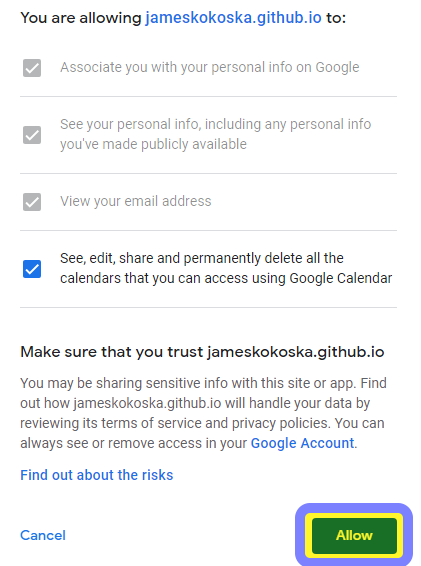 You are allowing jameskokoska.github.io to:
Associate you with your personal info on Google
See your personal info, including any personal info
you've made publicly available
View your email address
See, edit, share and permanently delete all the
calendars that you can access using Google Calendar
Make sure that you trust jameskokoska.github.io
You may be sharing sensitive info with this site or app. Find
out how jameskokoska.github.io will handle your data by
reviewing its terms of service and privacy policies. You can
always see or remove access in your Google Account.
Find out about the risks
Cancel Allow